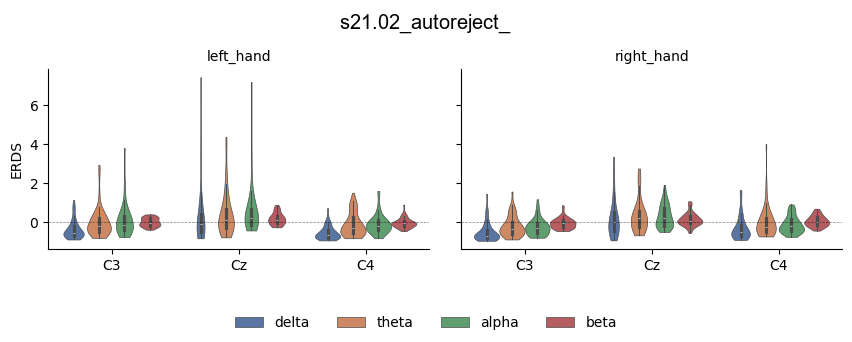 s21.02_autoreject_
left_hand
right_hand
ERDS
6
4
2
0
C3
Cz
C4
C3
Cz
C4
delta
theta
alpha
beta